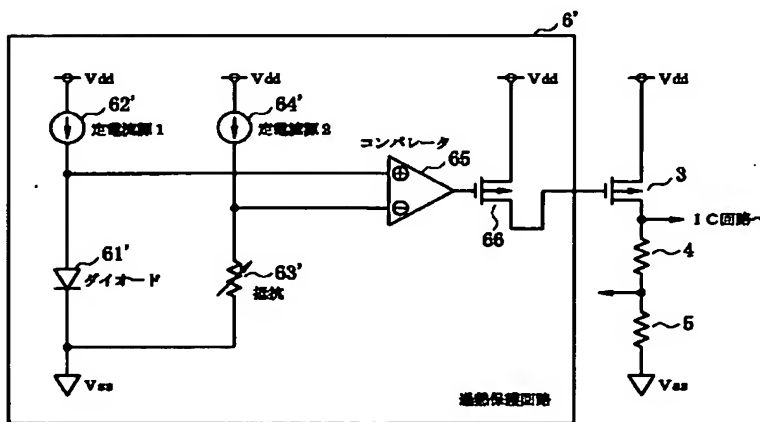 6'
Vdd
Vdd
Vdd
Vdd
62'
定電流源1
64'
定電流源2
コンパレータ
65
66
3
IC回路へ
4
61'
ダイオード
63'
抵抗
5
Vss
Vss
過熱保護回路